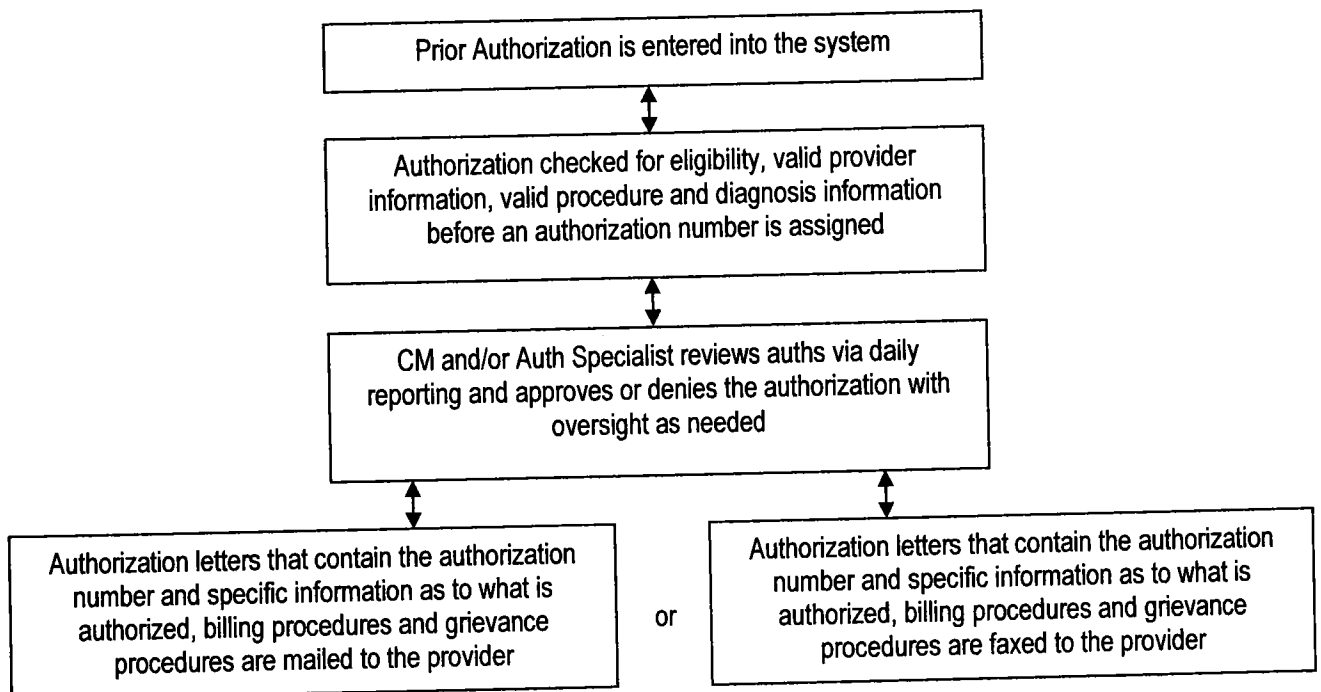 Prior Authorization is entered into the system
Authorization checked for eligibility, valid provider
information, valid procedure and diagnosis information
before an authorization number is assigned
CM and/or Auth Specialist reviews auths via daily
reporting and approves or denies the authorization with
oversight as needed
Authorization letters that contain the authorization
number and specific information as to what is
authorized, billing procedures and grievance
procedures are mailed to the provider
or
Authorization letters that contain the authorization
number and specific information as to what is
authorized, billing procedures and grievance
procedures are faxed to the provider